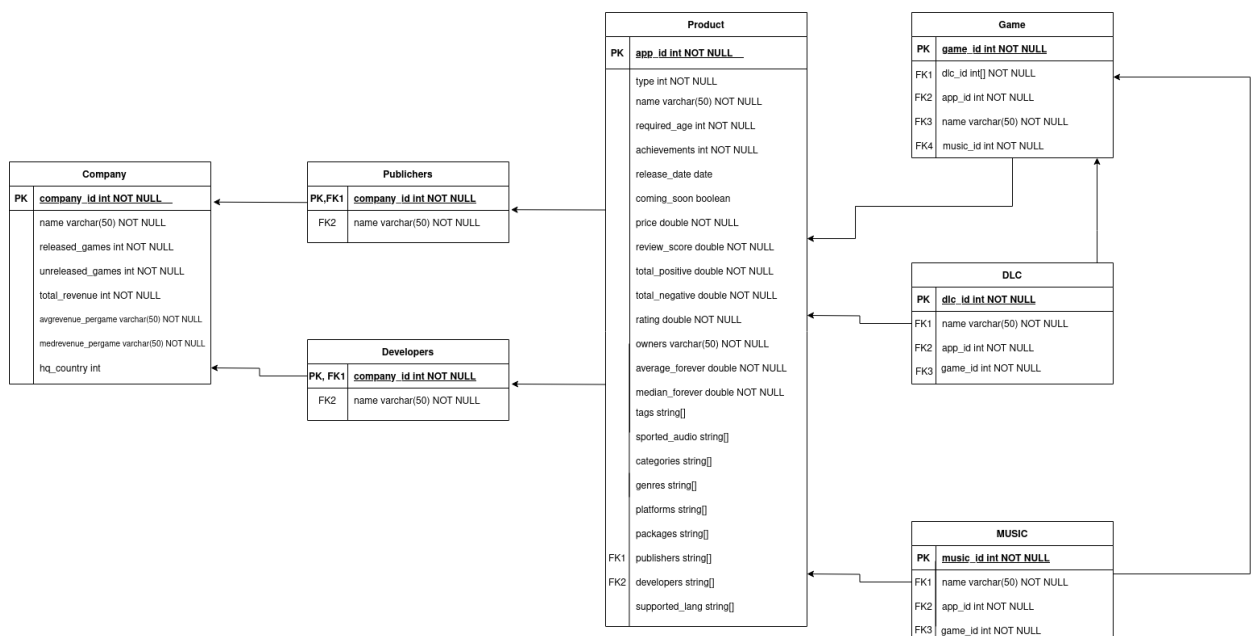 Company
PK company_id int NOT NULL
name varchar(50) NOT NULL
released_games int NOT NULL
unreleased_games int NOT NULL
total_revenue int NOT NULL
avgrevenue_pergame varchar(50) NOT NULL
medrevenue_pergame varchar(50) NOT NULL
hq_country int
Publichers
PK,FK1 company_id int NOT NULL
FK2 name varchar(50) NOT NULL
Developers
PK, FK1 company_id int NOT NULL
FK2 name varchar(50) NOT NULL
Product
PK app_id int NOT NULL
type int NOT NULL
name varchar(50) NOT NULL
required_age int NOT NULL
achievements int NOT NULL
release_date date
coming_soon boolean
price double NOT NULL
review_score double NOT NULL
total_positive double NOT NULL
total_negative double NOT NULL
rating double NOT NULL
owners varchar(50) NOT NULL
average_forever double NOT NULL
median_forever double NOT NULL
tags string[]
sported_audio string[]
categories string[]
genres string[]
platforms string[]
packages string[]
FK1 publishers string[]
FK2 developers string[]
supported_lang string[]
Game
PK game_id int NOT NULL
FK1 dlc_id int[] NOT NULL
FK2 app_id int NOT NULL
FK3 name varchar(50) NOT NULL
FK4 music_id int NOT NULL
DLC
PK dlc_id int NOT NULL
FK1 name varchar(50) NOT NULL
FK2 app_id int NOT NULL
FK3 game_id int NOT NULL
MUSIC
PK music_id int NOT NULL
FK1 name varchar(50) NOT NULL
FK2 app_id int NOT NULL
FK3 game_id int NOT NULL